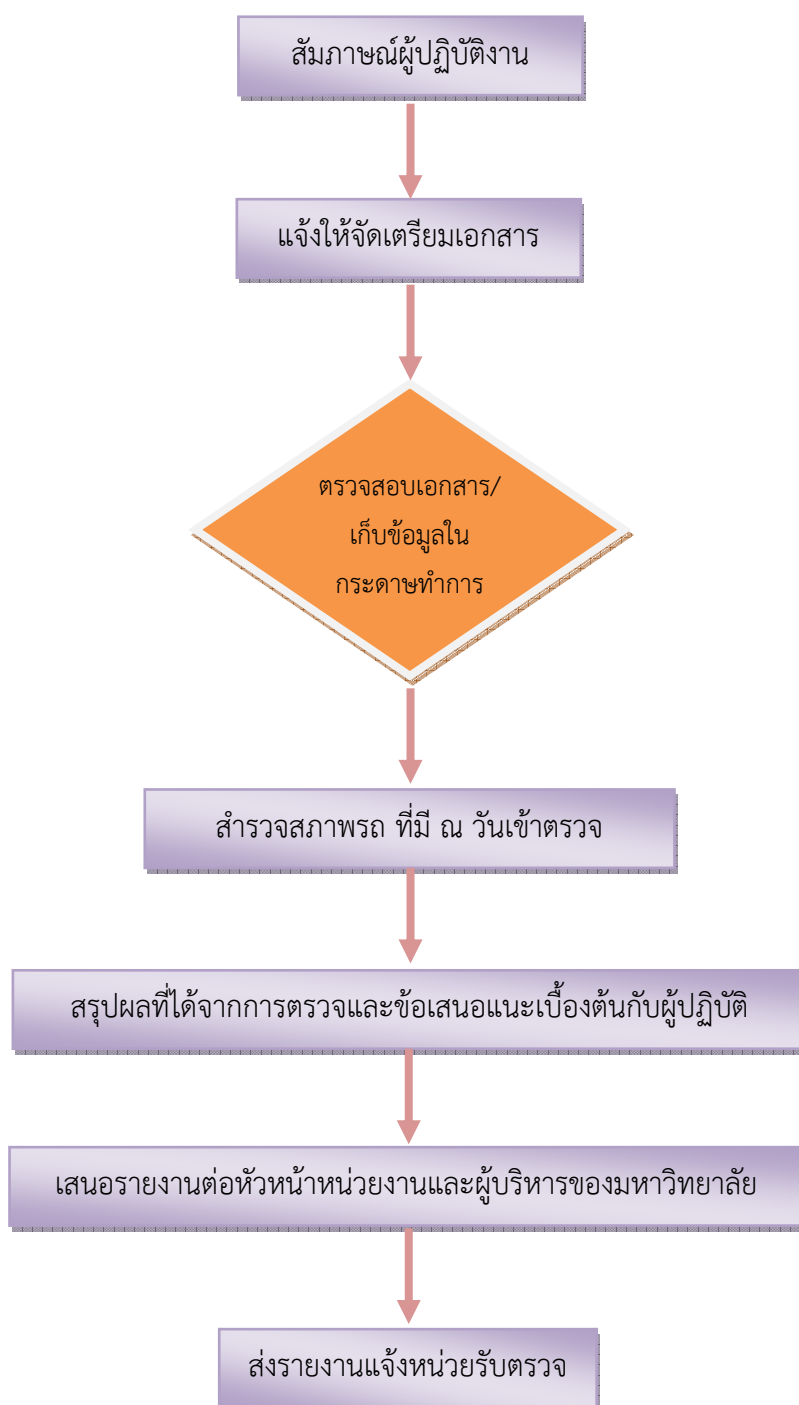 สัมภาษณ์ผู้ปฏิบัติงาน
แจ้งให้จัดเตรียมเอกสาร
ตรวจสอบเอกสาร/
เก็บข้อมูลใน
กระดาษทำการ
สำรวจสภาพรถ ที่มี ณ วันเข้าตรวจ
สรุปผลที่ได้จากการตรวจและข้อเสนอแนะเบื้องต้นกับผู้ปฏิบัติ
เสนอรายงานต่อหัวหน้าหน่วยงานและผู้บริหารของมหาวิทยาลัย
ส่งรายงานแจ้งหน่วยรับตรวจ